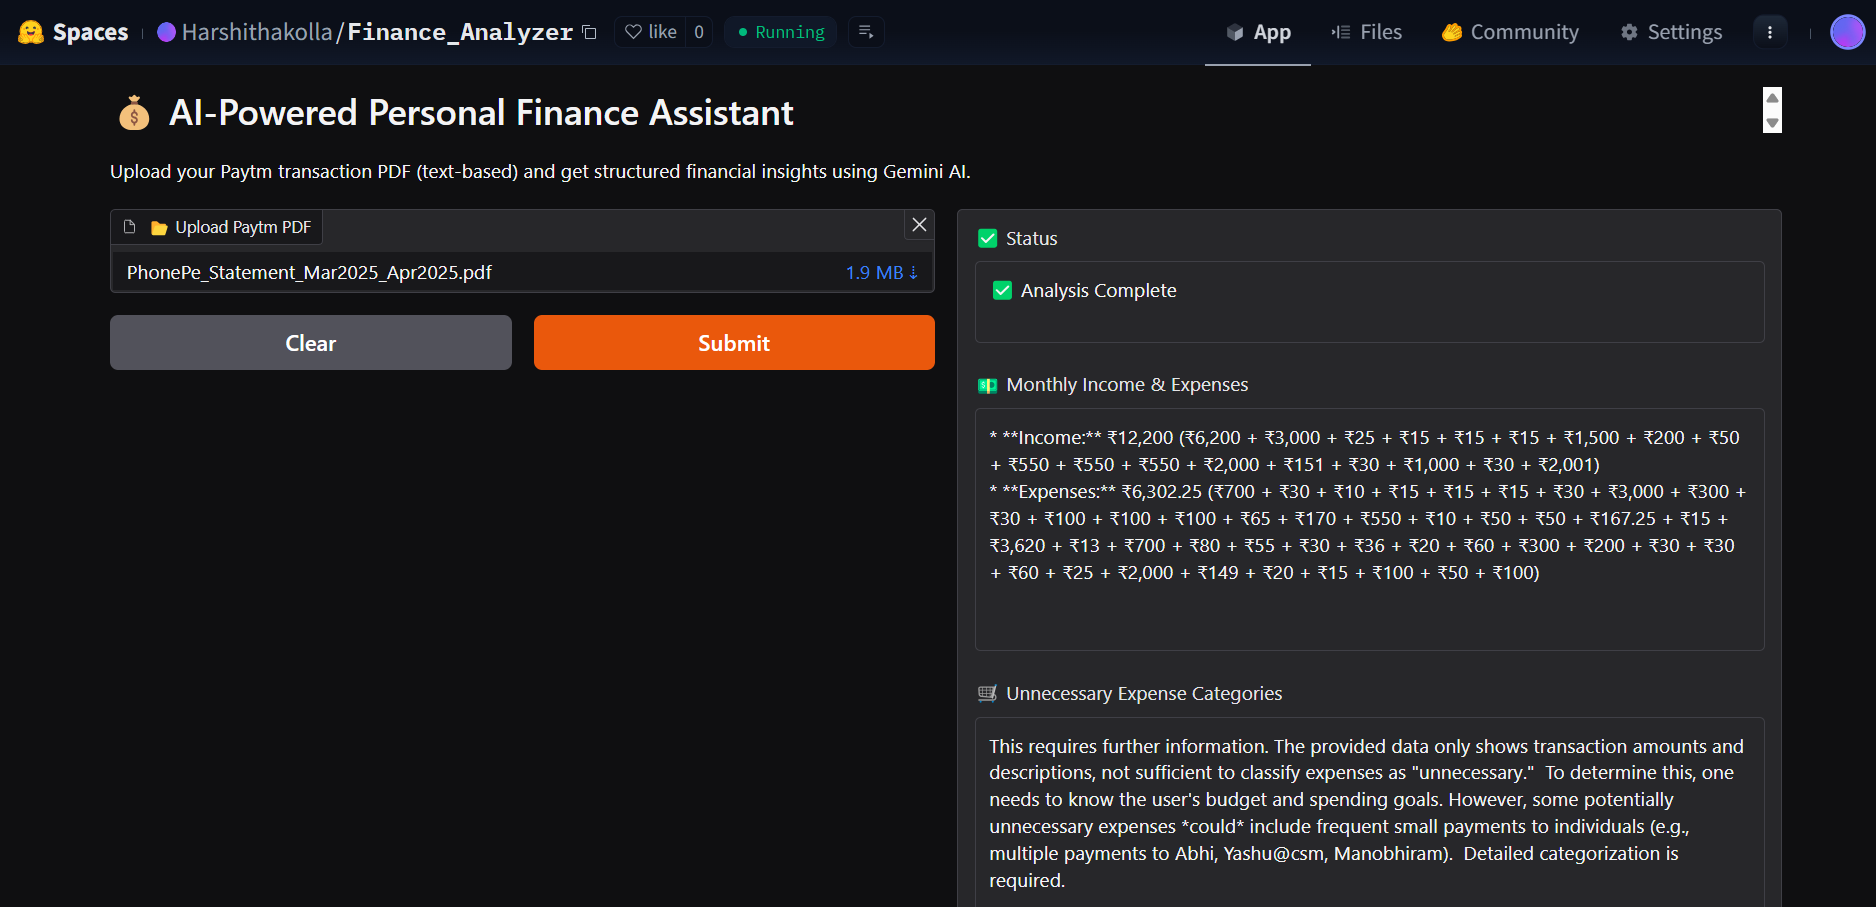 Spaces Harshithakolla/Finance_Analyzer like 0 Running App Files Community Settings
AI-Powered Personal Finance Assistant
Upload your Paytm transaction PDF (text-based) and get structured financial insights using Gemini AI.
Upload Paytm PDF
PhonePe_Statement_Mar2025_Apr2025.pdf 1.9 MB ⇣
Clear Submit
Status
Analysis Complete
Monthly Income & Expenses
* **Income:** ₹12,200 (₹6,200 + ₹3,000 + ₹25 + ₹15 + ₹15 + ₹15 + ₹1,500 + ₹200 + ₹50
+ ₹550 + ₹550 + ₹550 + ₹2,000 + ₹151 + ₹30 + ₹1,000 + ₹30 + ₹2,001)
* **Expenses:** ₹6,302.25 (₹700 + ₹30 + ₹10 + ₹15 + ₹15 + ₹15 + ₹30 + ₹3,000 + ₹300 +
₹30 + ₹100 + ₹100 + ₹100 + ₹65 + ₹170 + ₹550 + ₹10 + ₹50 + ₹50 + ₹167.25 + ₹15 +
₹3,620 + ₹13 + ₹700 + ₹80 + ₹55 + ₹30 + ₹36 + ₹20 + ₹60 + ₹300 + ₹200 + ₹30 + ₹30
+ ₹60 + ₹25 + ₹2,000 + ₹149 + ₹20 + ₹15 + ₹100 + ₹50 + ₹100)
Unnecessary Expense Categories
This requires further information. The provided data only shows transaction amounts and
descriptions, not sufficient to classify expenses as "unnecessary."  To determine this, one
needs to know the user's budget and spending goals. However, some potentially
unnecessary expenses *could* include frequent small payments to individuals (e.g.,
multiple payments to Abhi, Yashu@csm, Manobhiram).  Detailed categorization is
required.